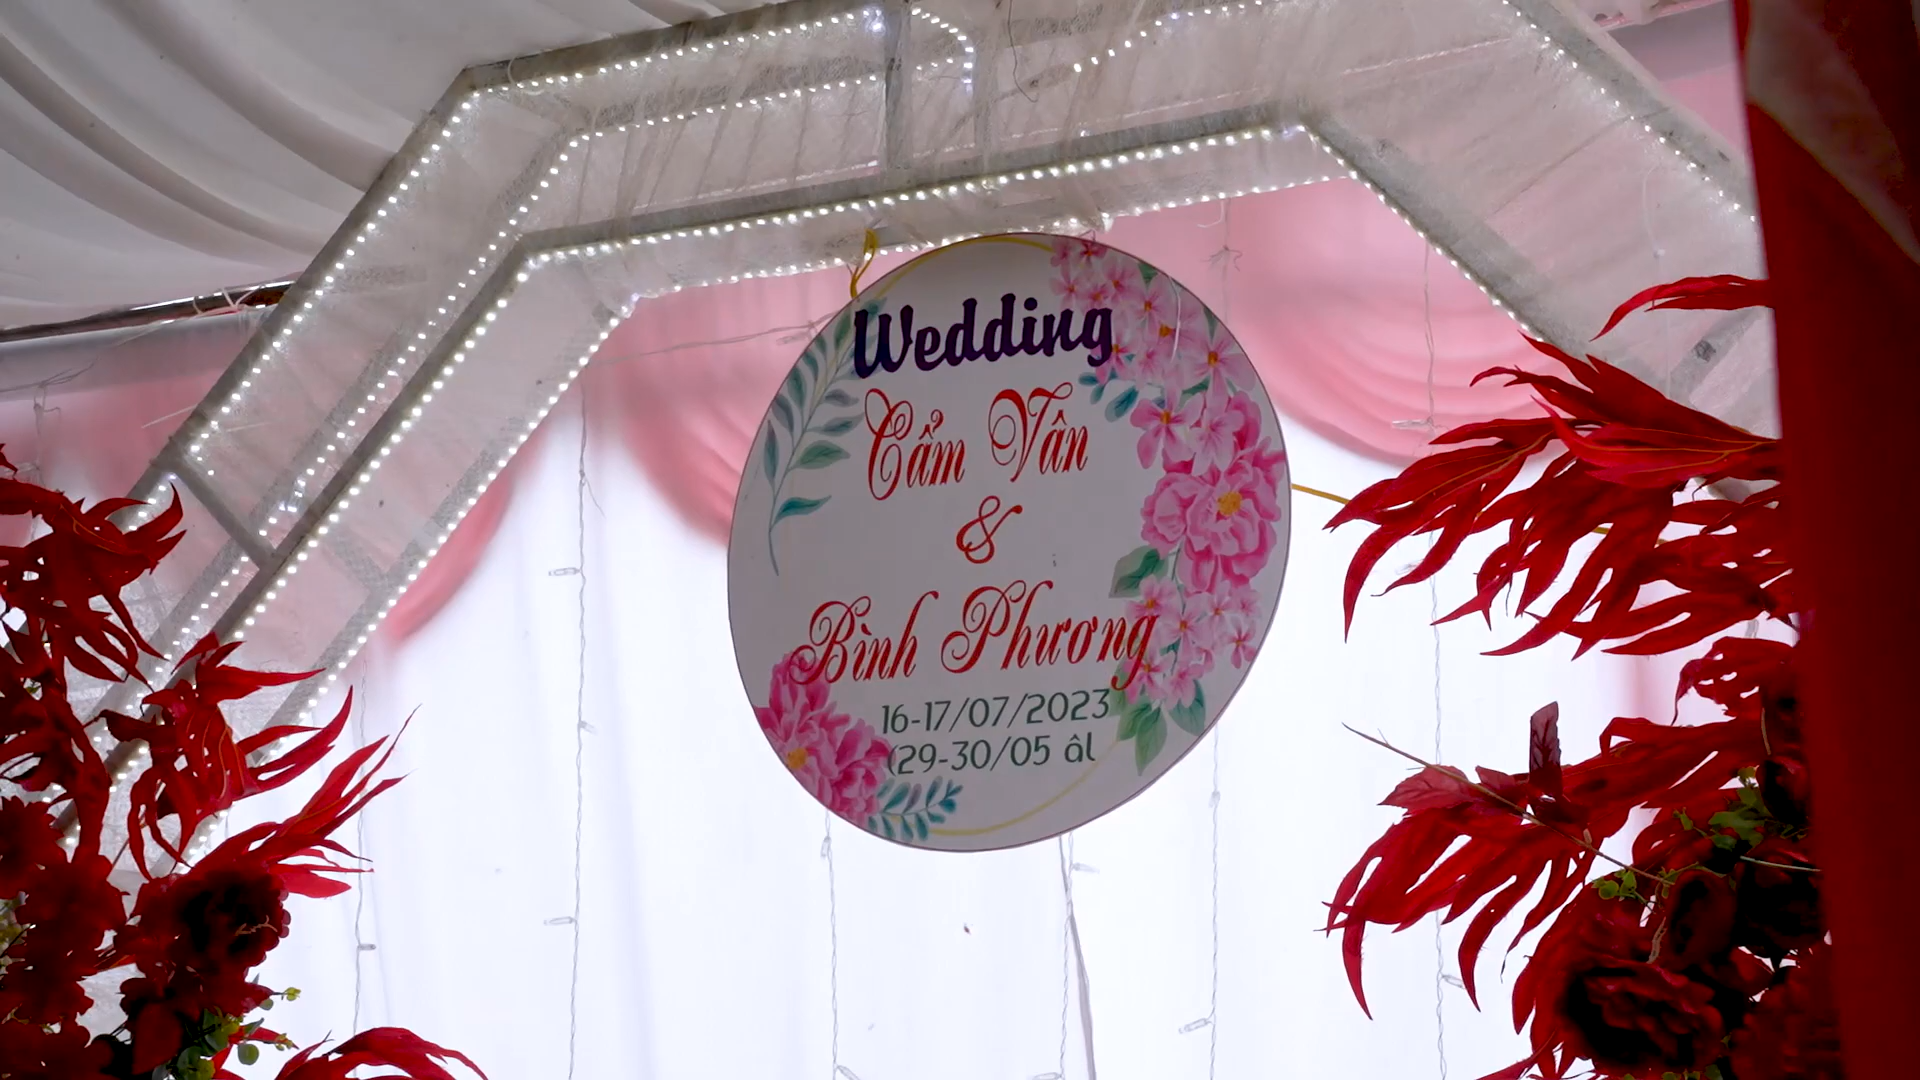 Wedding
Cẩm Vân
&
Bình Phương
16-17/07/2023
(29-30/05 âl